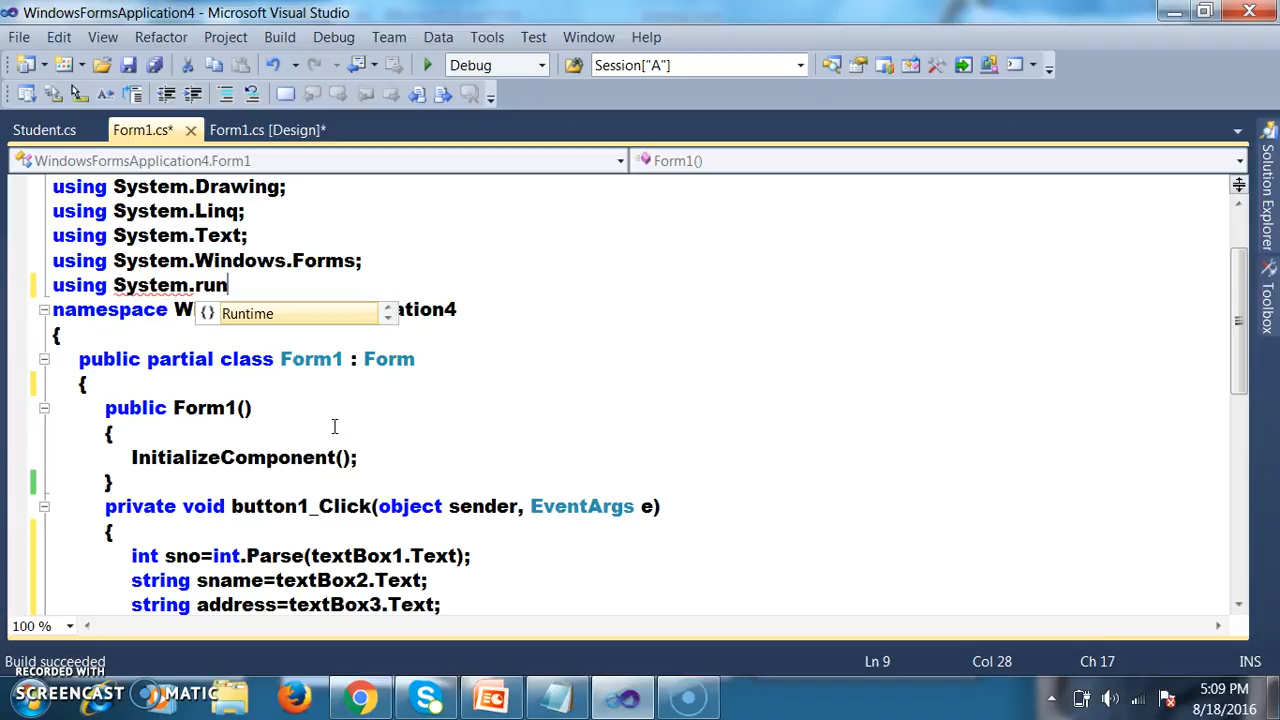 WindowsFormsApplication4 - Microsoft Visual Studio
File Edit View Refactor Project Build Debug Team Data Tools Test Window Help
Debug Session["A"]
Student.cs Form1.cs* Form1.cs [Design]*
WindowsFormsApplication4.Form1 Form1()
using System.Drawing;
using System.Linq;
using System.Text;
using System.Windows.Forms;
using System.run
namespace W ation4
{} Runtime
{
public partial class Form1 : Form
{
public Form1()
{
InitializeComponent();
}
private void button1_Click(object sender, EventArgs e)
{
int sno=int.Parse(textBox1.Text);
string sname=textBox2.Text;
string address=textBox3.Text;
100 %
Build succeeded Ln 9 Col 28 Ch 17 INS
Solution Explorer
Toolbox
RECORDED WITH
SCREENCAST MATIC
5:09 PM
8/18/2016